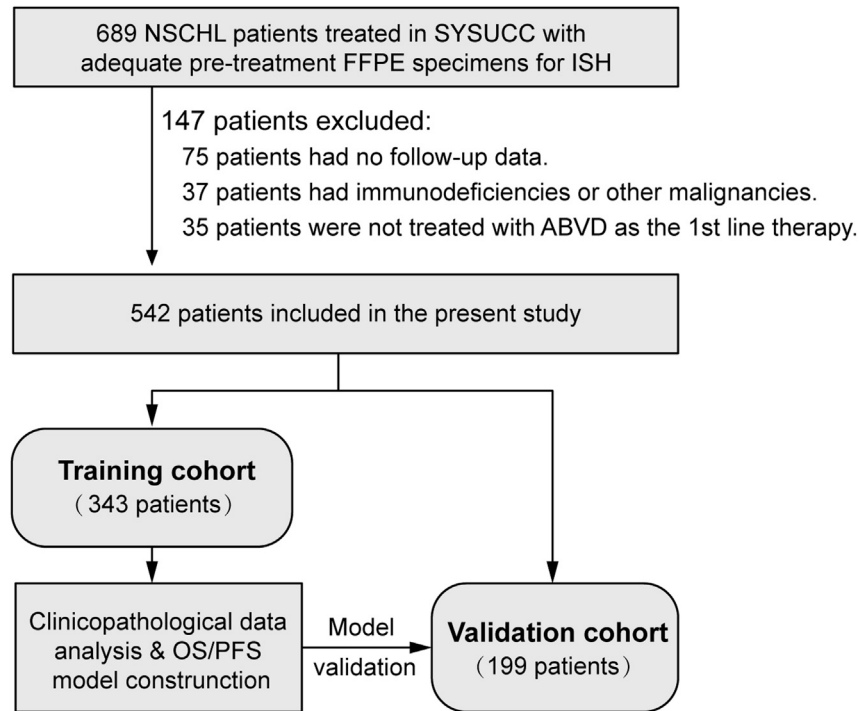 689 NSCHL patients treated in SYSUCC with
adequate pre-treatment FFPE specimens for ISH
147 patients excluded:
75 patients had no follow-up data.
37 patients had immunodeficiencies or other malignancies.
35 patients were not treated with ABVD as the 1st line therapy.
542 patients included in the present study
Training cohort
（343 patients）
Clinicopathological data
analysis & OS/PFS
model construnction
Model
validation
Validation cohort
（199 patients）